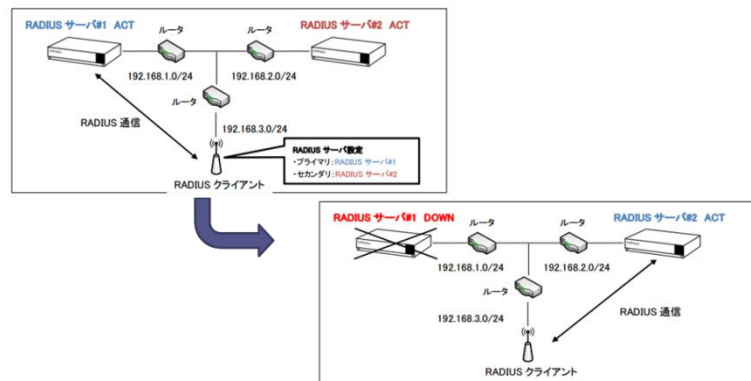 RADIUS サーバ#1 ACT
ルータ
ルータ
RADIUS サーバ#2 ACT
192.168.1.0/24
192.168.2.0/24
ルータ
RADIUS 通信
192.168.3.0/24
RADIUS サーバ設定
・プライマリ:RADIUS サーバ#1
・セカンダリ:RADIUS サーバ#2
RADIUS クライアント
RADIUS サーバ#1 DOWN
ルータ
ルータ
RADIUS サーバ#2 ACT
192.168.1.0/24
192.168.2.0/24
ルータ
192.168.3.0/24
RADIUS 通信
RADIUS クライアント